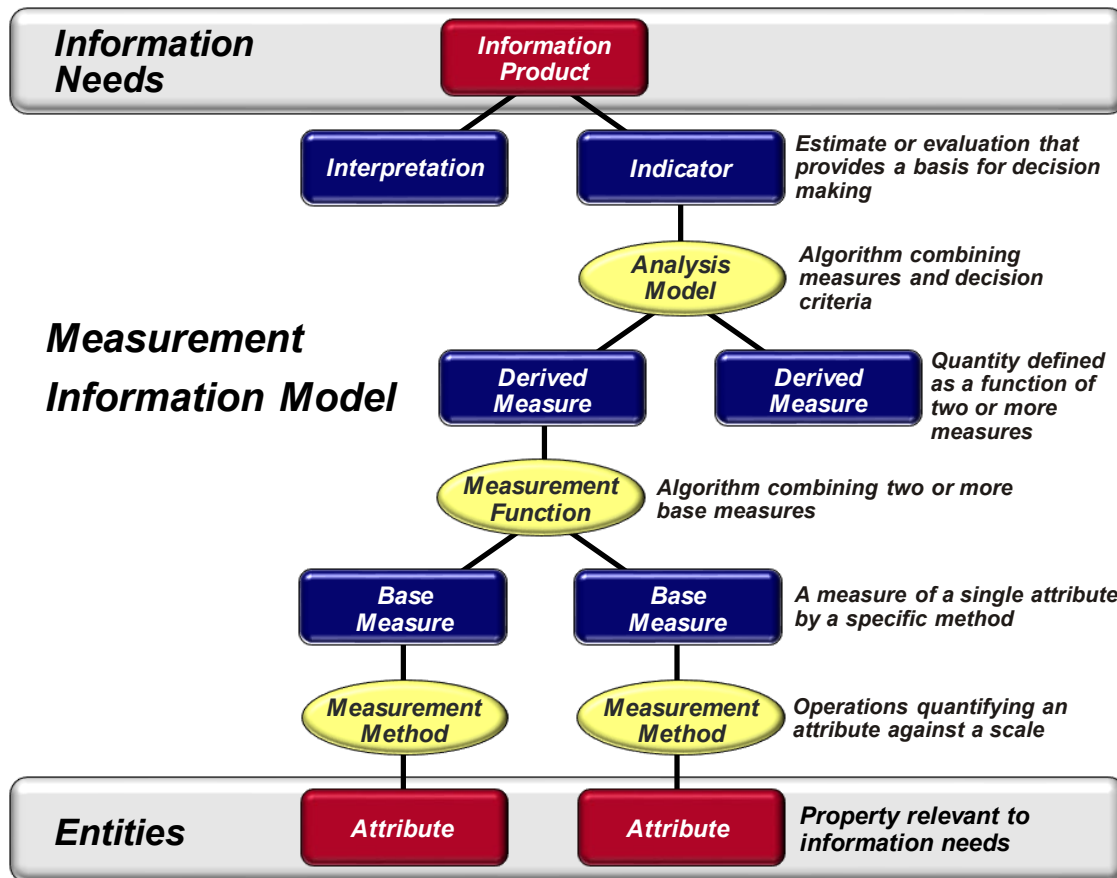 Information
Needs
Information
Product
Interpretation
Indicator
Estimate or evaluation that
provides a basis for decision
making
Analysis
Model
Algorithm combining
measures and decision
criteria
Measurement
Information Model
Derived
Measure
Derived
Measure
Quantity defined
as a function of
two or more
measures
Measurement
Function
Algorithm combining two or more
base measures
Base
Measure
Base
Measure
A measure of a single attribute
by a specific method
Measurement
Method
Measurement
Method
Operations quantifying an
attribute against a scale
Entities
Attribute
Attribute
Property relevant to
information needs